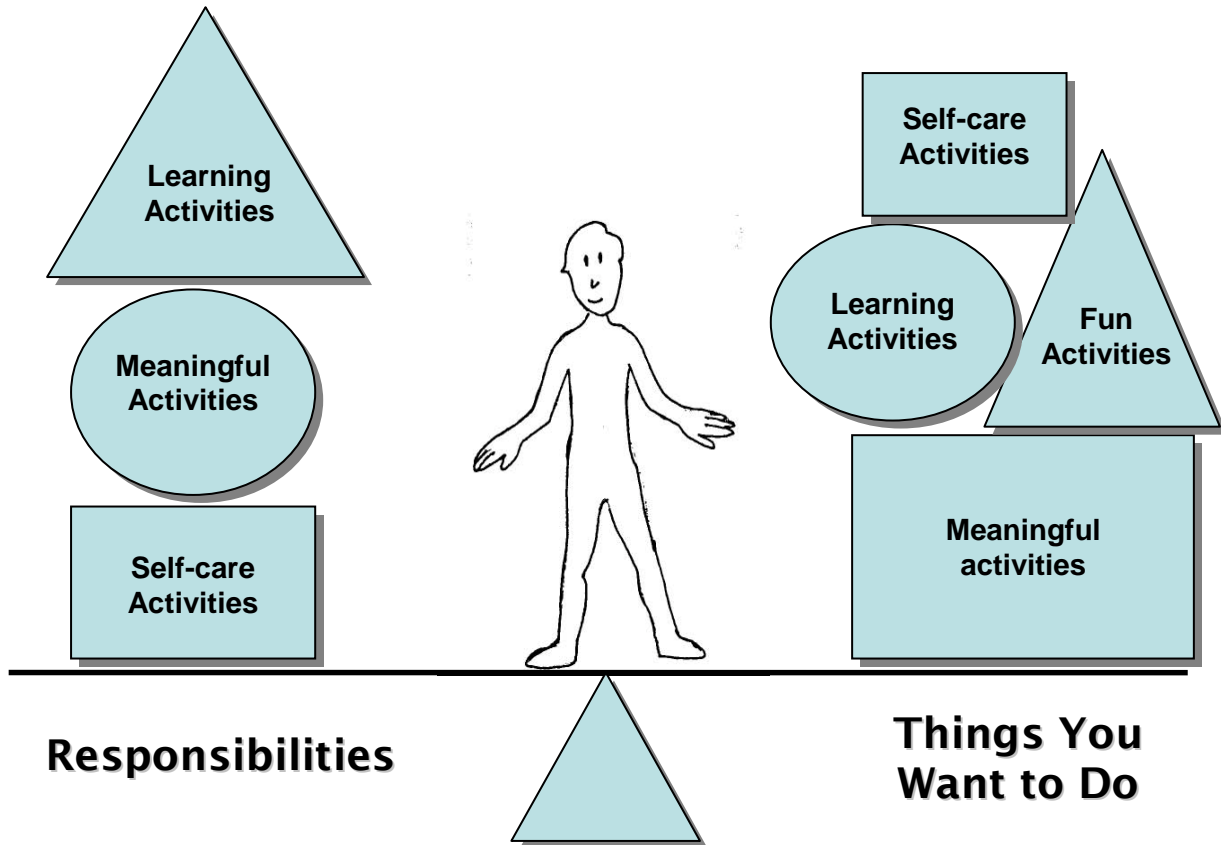 Learning
Activities
Meaningful
Activities
Self-care
Activities
Responsibilities
Self-care
Activities
Learning
Activities
Fun
Activities
Meaningful
activities
Things You
Want to Do